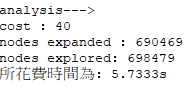 analysis--->
cost : 40
nodes expanded : 690469
nodes explored: 698479
所花費時間為: 5.7333s